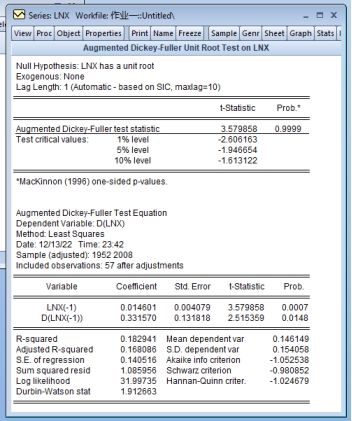 Series: LNX Workfile: 作业一::Untitled\
View Proc Object Properties Print Name Freeze Sample Genr Sheet Graph Stats
Augmented Dickey-Fuller Unit Root Test on LNX
Null Hypothesis: LNX has a unit root
Exogenous: None
Lag Length: 1 (Automatic - based on SIC, maxlag=10)
t-Statistic Prob.*
Augmented Dickey-Fuller test statistic 3.579858 0.9999
Test critical values: 1% level -2.606163
5% level -1.946654
10% level -1.613122
*MacKinnon (1996) one-sided p-values.
Augmented Dickey-Fuller Test Equation
Dependent Variable: D(LNX)
Method: Least Squares
Date: 12/13/22 Time: 23:42
Sample (adjusted): 1952 2008
Included observations: 57 after adjustments
Variable Coefficient Std. Error t-Statistic Prob.
LNX(-1) 0.014601 0.004079 3.579858 0.0007
D(LNX(-1)) 0.331570 0.131818 2.515359 0.0148
R-squared 0.182941 Mean dependent var 0.146149
Adjusted R-squared 0.168086 S.D. dependent var 0.154058
S.E. of regression 0.140516 Akaike info criterion -1.052538
Sum squared resid 1.085956 Schwarz criterion -0.980852
Log likelihood 31.99735 Hannan-Quinn criter. -1.024679
Durbin-Watson stat 1.912663